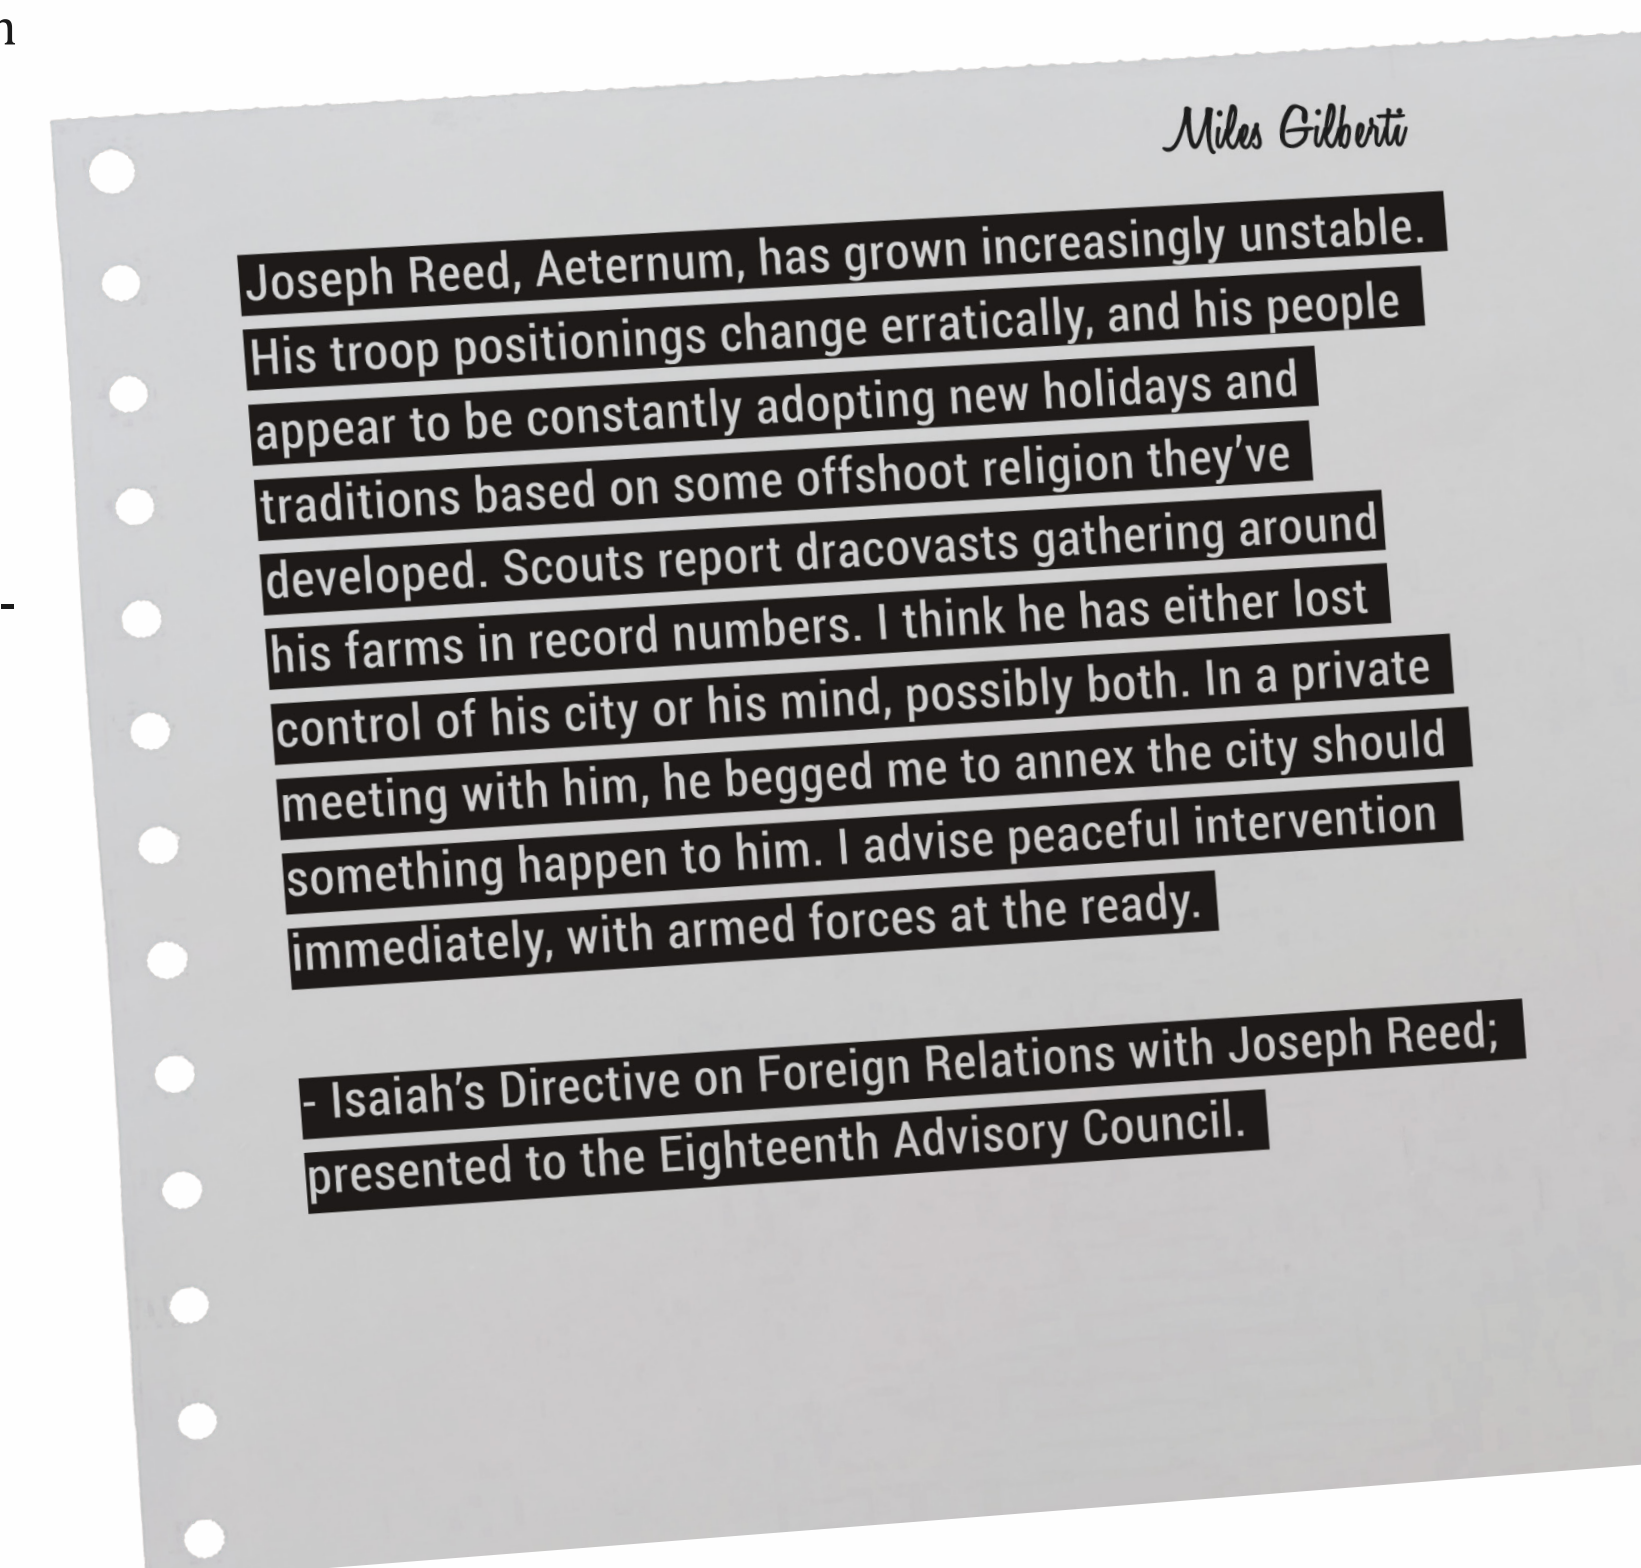 n
-
Miles Gilberti
Joseph Reed, Aeternum, has grown increasingly unstable.
His troop positionings change erratically, and his people
appear to be constantly adopting new holidays and
traditions based on some offshoot religion they've
developed. Scouts report dracovasts gathering around
his farms in record numbers. I think he has either lost
control of his city or his mind, possibly both. In a private
meeting with him, he begged me to annex the city should
something happen to him. I advise peaceful intervention
immediately, with armed forces at the ready.
- Isaiah's Directive on Foreign Relations with Joseph Reed;
presented to the Eighteenth Advisory Council.